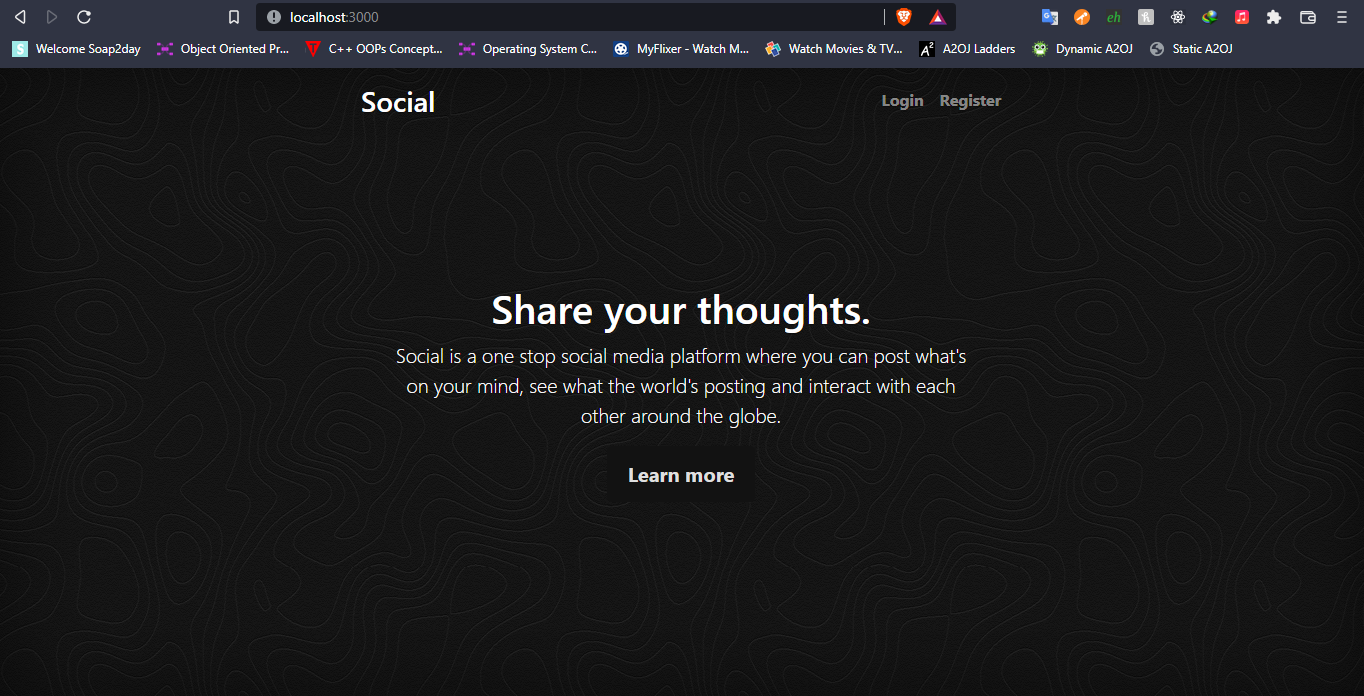 localhost:3000
eh
S Welcome Soap2day
Object Oriented Pr...
C++ OOPs Concept...
Operating System C...
MyFlixer - Watch M...
Watch Movies & TV...
A2 A2OJ Ladders
Dynamic A2OJ
Static A2OJ
Social
Login Register
Share your thoughts.
Social is a one stop social media platform where you can post what's
on your mind, see what the world's posting and interact with each
other around the globe.
Learn more